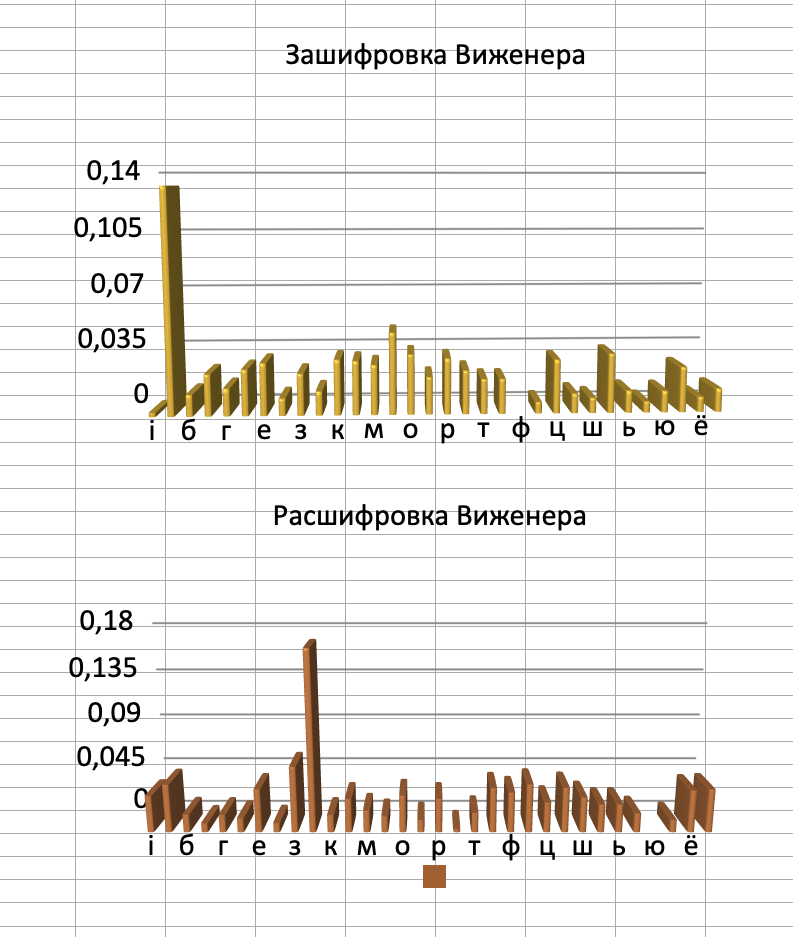 Зашифровка Виженера
0,14
0,105
0,07
0,035
0
і б г е з к м о р т ф ц ш ь ю ё
Расшифровка Виженера
0,18
0,135
0,09
0,045
0
і б г е з к м о р т ф ц ш ь ю ё